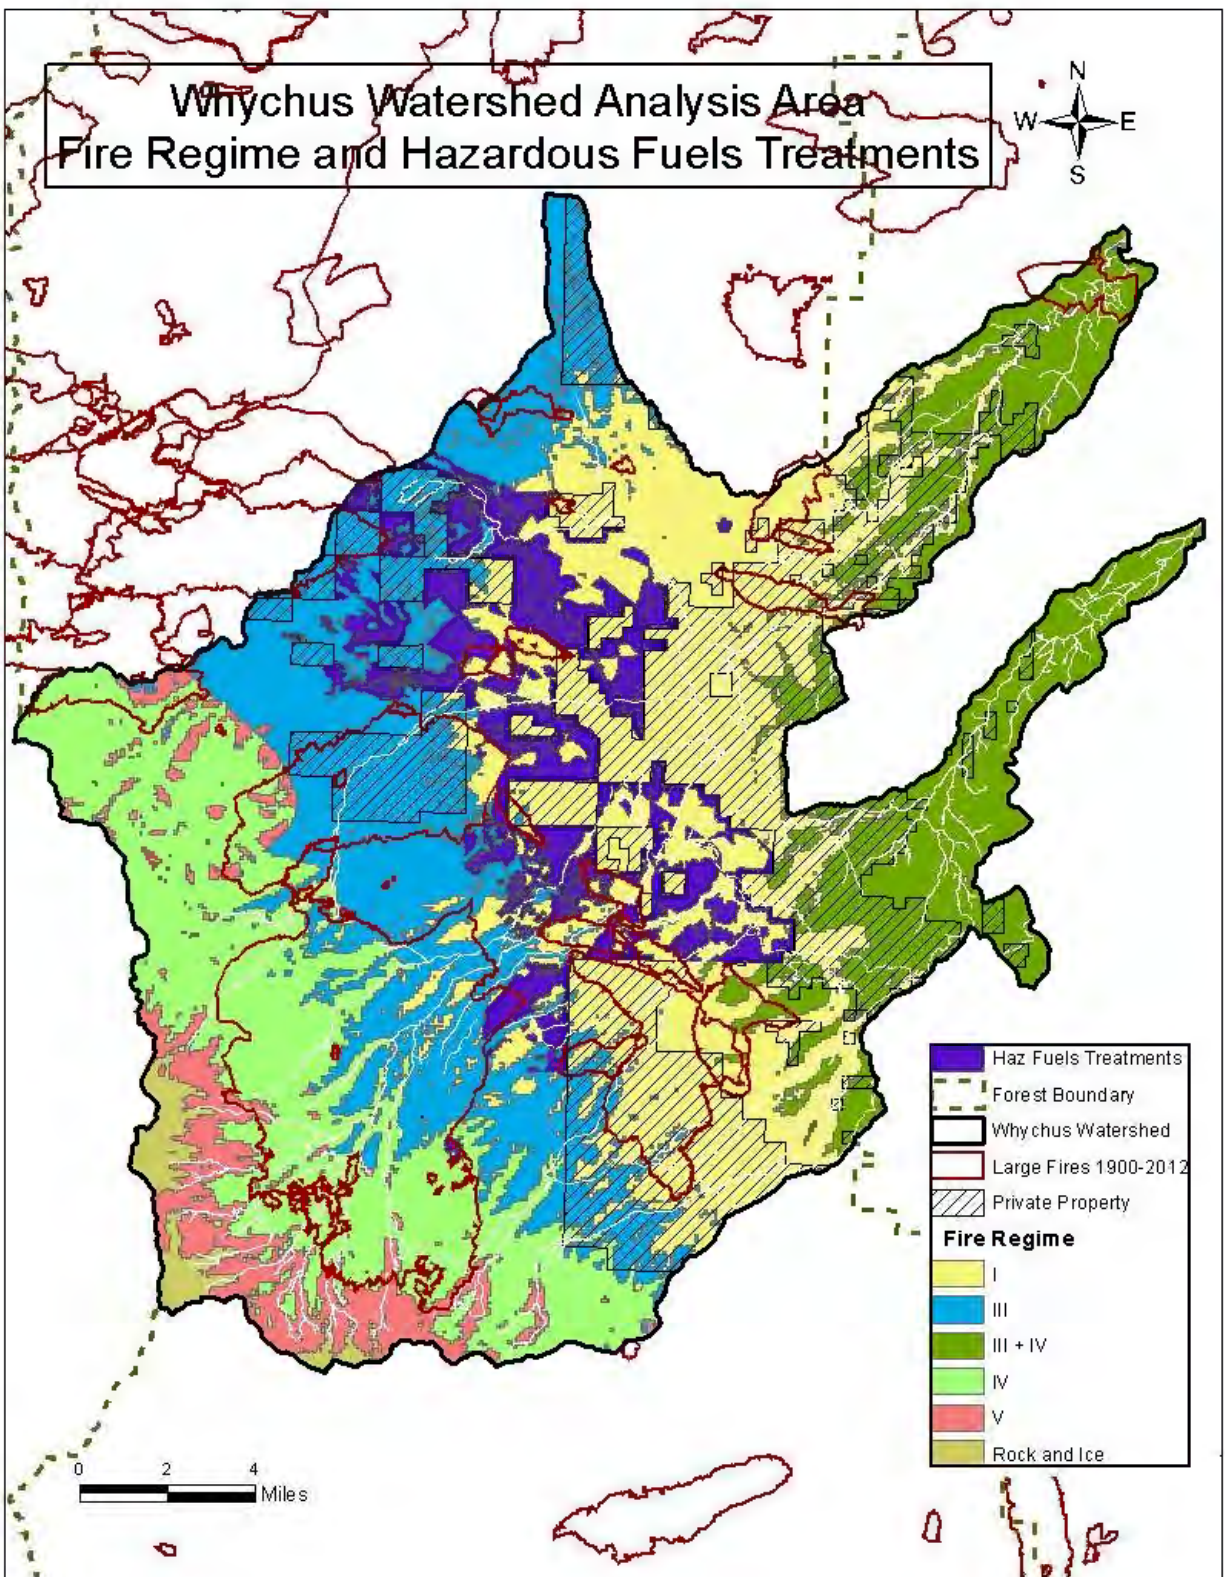 Whychus Watershed Analysis Area
Fire Regime and Hazardous Fuels Treatments
N
W E
S
Haz Fuels Treatments
Forest Boundary
Whychus Watershed
Large Fires 1900-2012
Private Property
Fire Regime
I
III
III + IV
IV
V
Rock and Ice
0 2 4
Miles